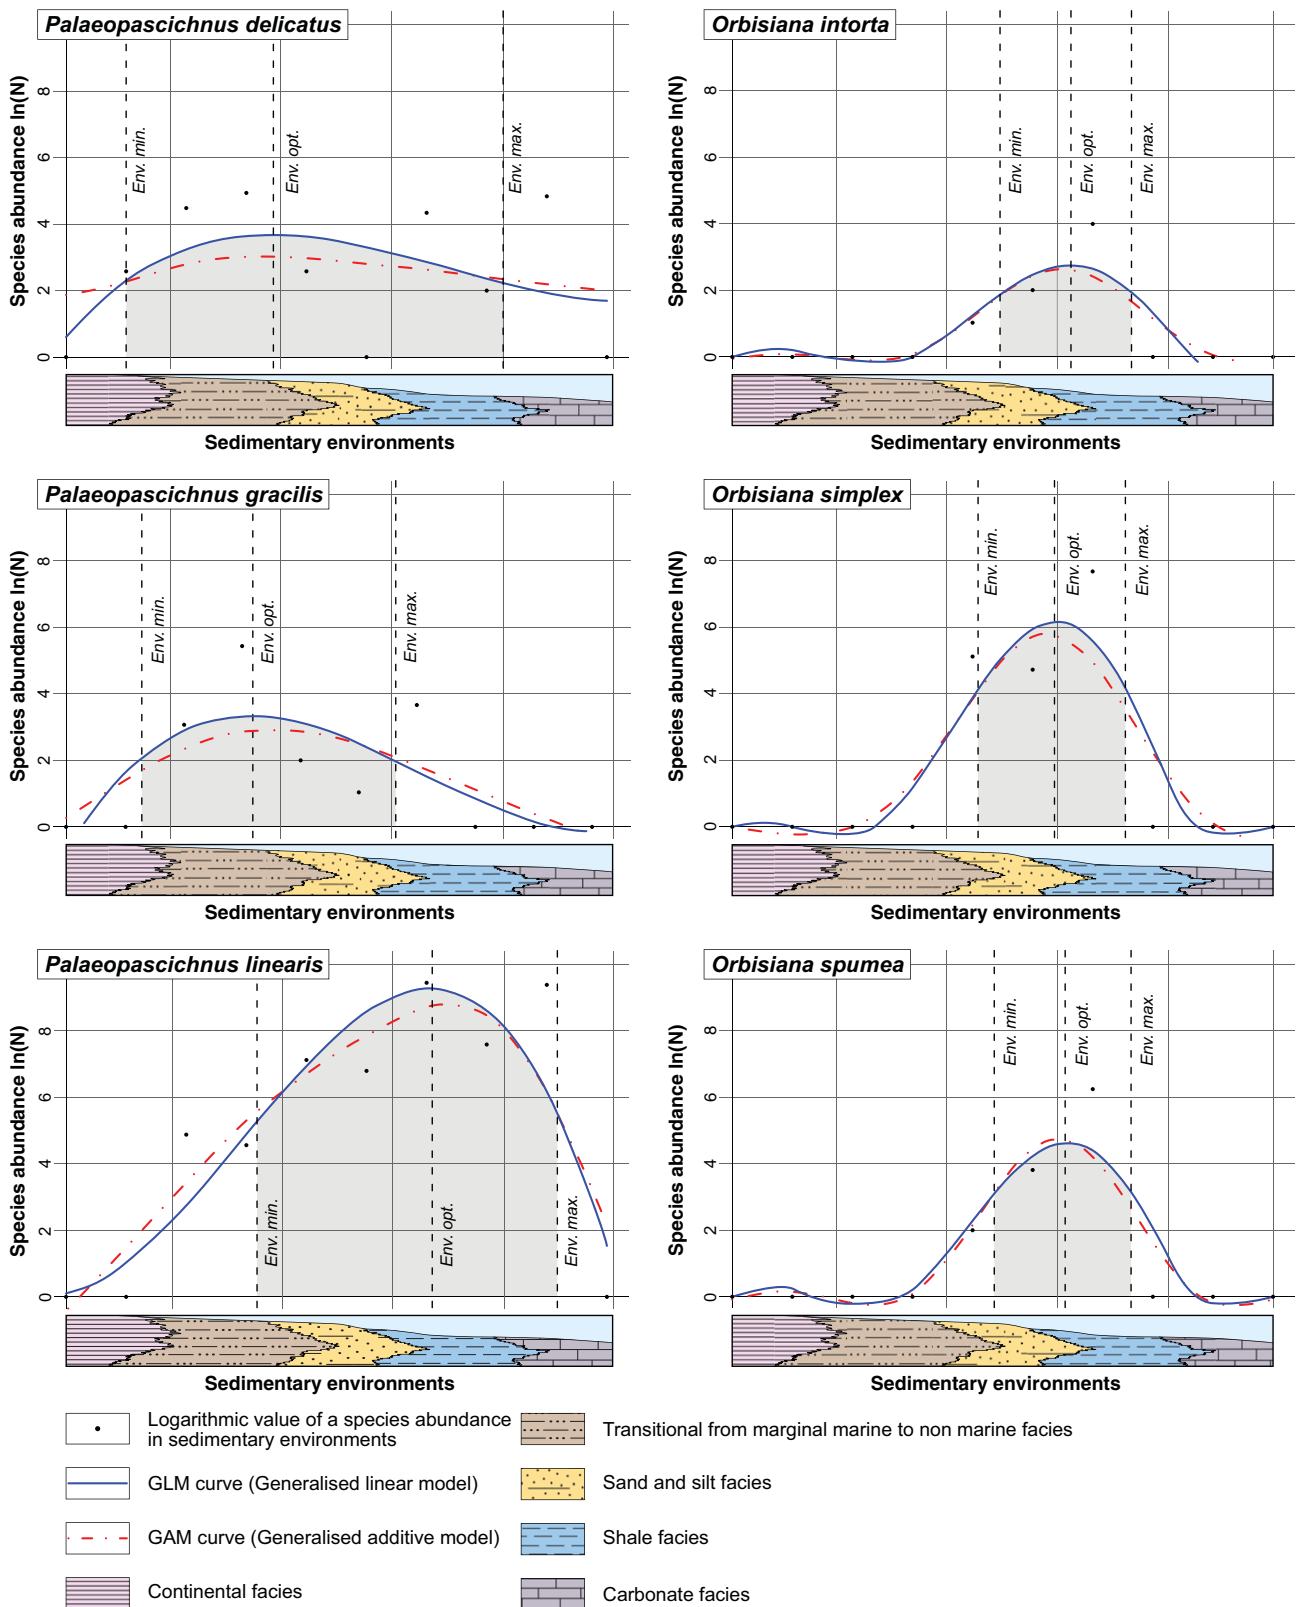 Palaeopascichnus delicatus
Species abundance ln(N)
8
6
4
2
0
Env. min.
Env. opt.
Env. max.
Sedimentary environments
Orbisiana intorta
Species abundance ln(N)
8
6
4
2
0
Env. min.
Env. opt.
Env. max.
Sedimentary environments
Palaeopascichnus gracilis
Species abundance ln(N)
8
6
4
2
0
Env. min.
Env. opt.
Env. max.
Sedimentary environments
Orbisiana simplex
Species abundance ln(N)
8
6
4
2
0
Env. min.
Env. opt.
Env. max.
Sedimentary environments
Palaeopascichnus linearis
Species abundance ln(N)
8
6
4
2
0
Env. min.
Env. opt.
Env. max.
Sedimentary environments
Orbisiana spumea
Species abundance ln(N)
8
6
4
2
0
Env. min.
Env. opt.
Env. max.
Sedimentary environments
Logarithmic value of a species abundance
in sedimentary environments
GLM curve (Generalised linear model)
GAM curve (Generalised additive model)
Continental facies
Transitional from marginal marine to non marine facies
Sand and silt facies
Shale facies
Carbonate facies